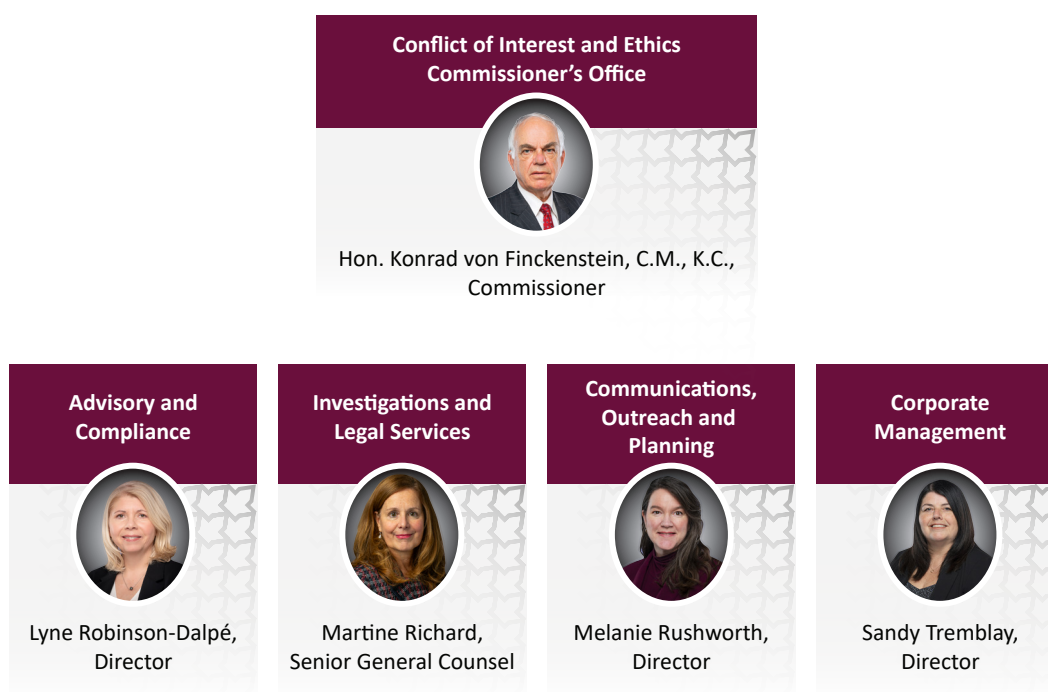 Conflict of Interest and Ethics
Commissioner’s Office
Hon. Konrad von Finckenstein, C.M., K.C.,
Commissioner
Advisory and
Compliance
Lyne Robinson-Dalpé,
Director
Investigations and
Legal Services
Martine Richard,
Senior General Counsel
Communications,
Outreach and
Planning
Melanie Rushworth,
Director
Corporate
Management
Sandy Tremblay,
Director